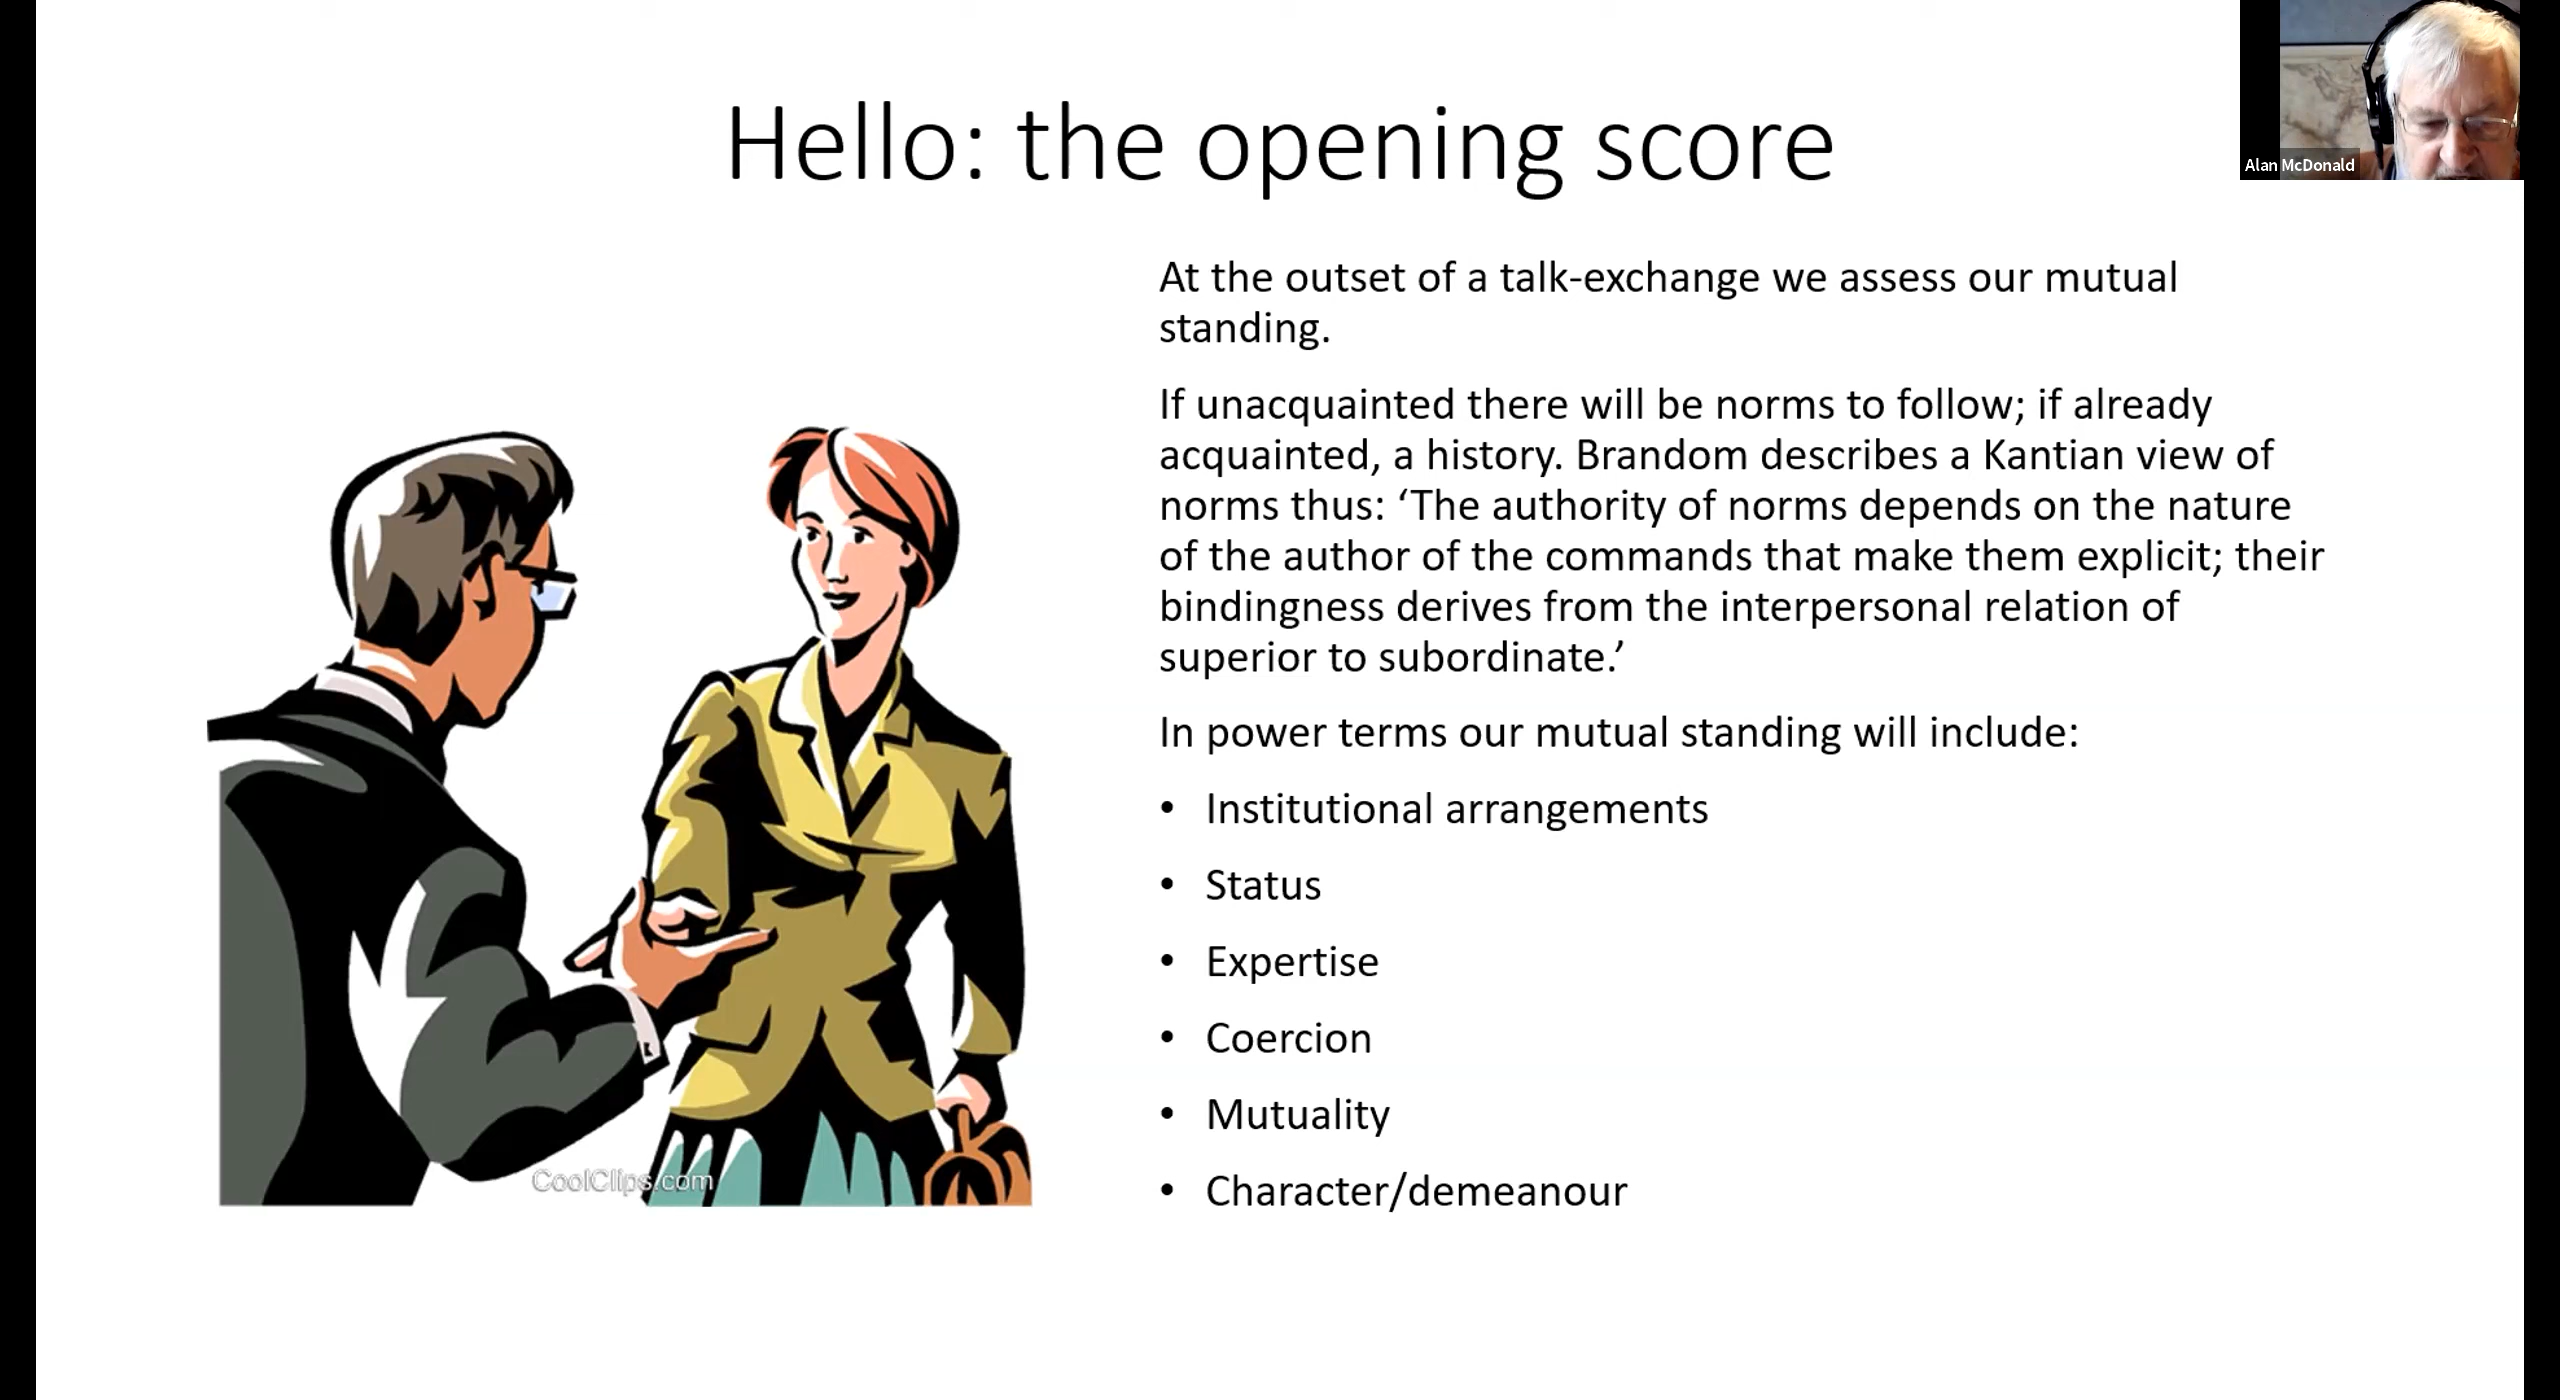 Hello: the opening score
Alan McDonald
At the outset of a talk-exchange we assess our mutual
standing.
If unacquainted there will be norms to follow; if already
acquainted, a history. Brandom describes a Kantian view of
norms thus: ‘The authority of norms depends on the nature
of the author of the commands that make them explicit; their
bindingness derives from the interpersonal relation of
superior to subordinate.’
In power terms our mutual standing will include:
• Institutional arrangements
• Status
• Expertise
• Coercion
• Mutuality
• Character/demeanour
CoolClips.com